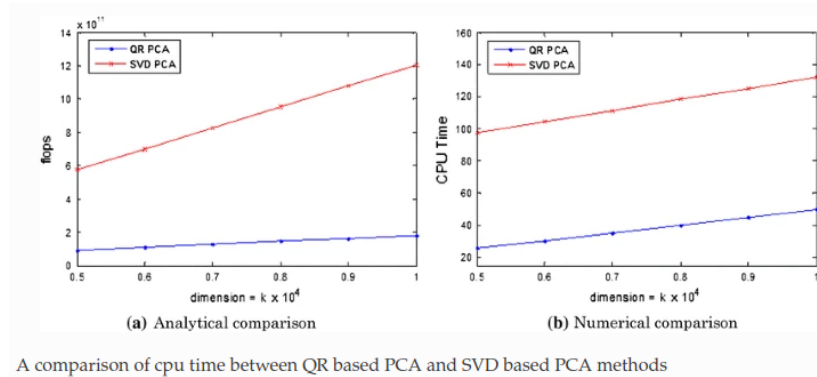 x 10^11
14
12
10
8
6
4
2
0
flops
QR PCA
SVD PCA
0.5 0.6 0.7 0.8 0.9 1
dimension = k x 10^4
(a) Analytical comparison
160
140
120
100
80
60
40
20
CPU Time
QR PCA
SVD PCA
0.5 0.6 0.7 0.8 0.9 1
dimension = k x 10^4
(b) Numerical comparison
A comparison of cpu time between QR based PCA and SVD based PCA methods